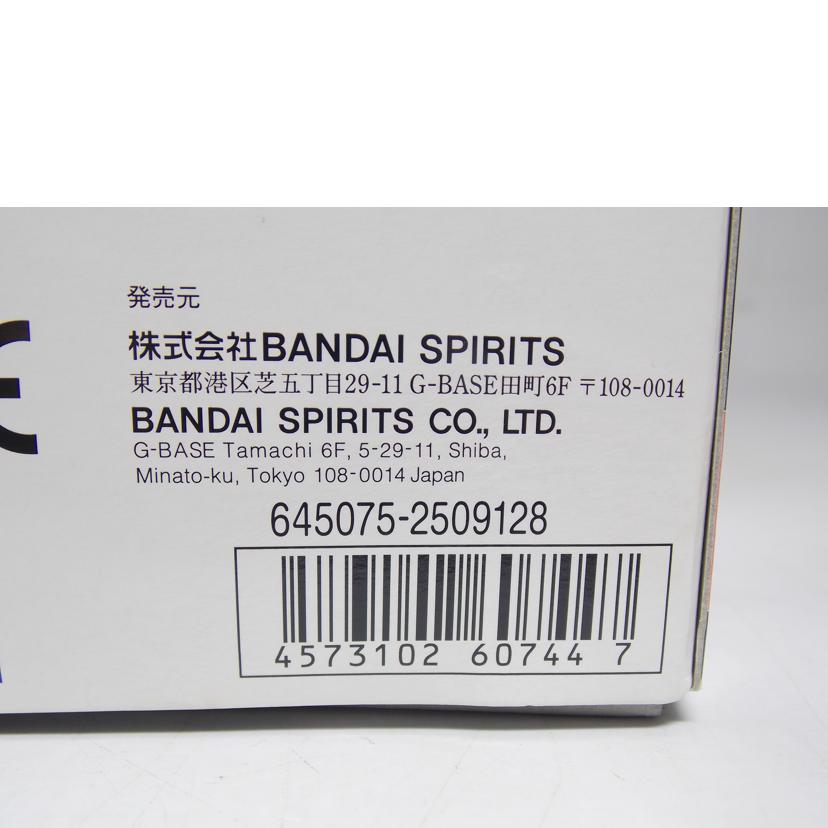 発売元
株式会社BANDAI SPIRITS
東京都港区芝五丁目29-11 G-BASE田町6F 〒108-0014
BANDAI SPIRITS CO., LTD.
G-BASE Tamachi 6F, 5-29-11, Shiba,
Minato-ku, Tokyo 108-0014 Japan
645075-2509128
4573102 607447